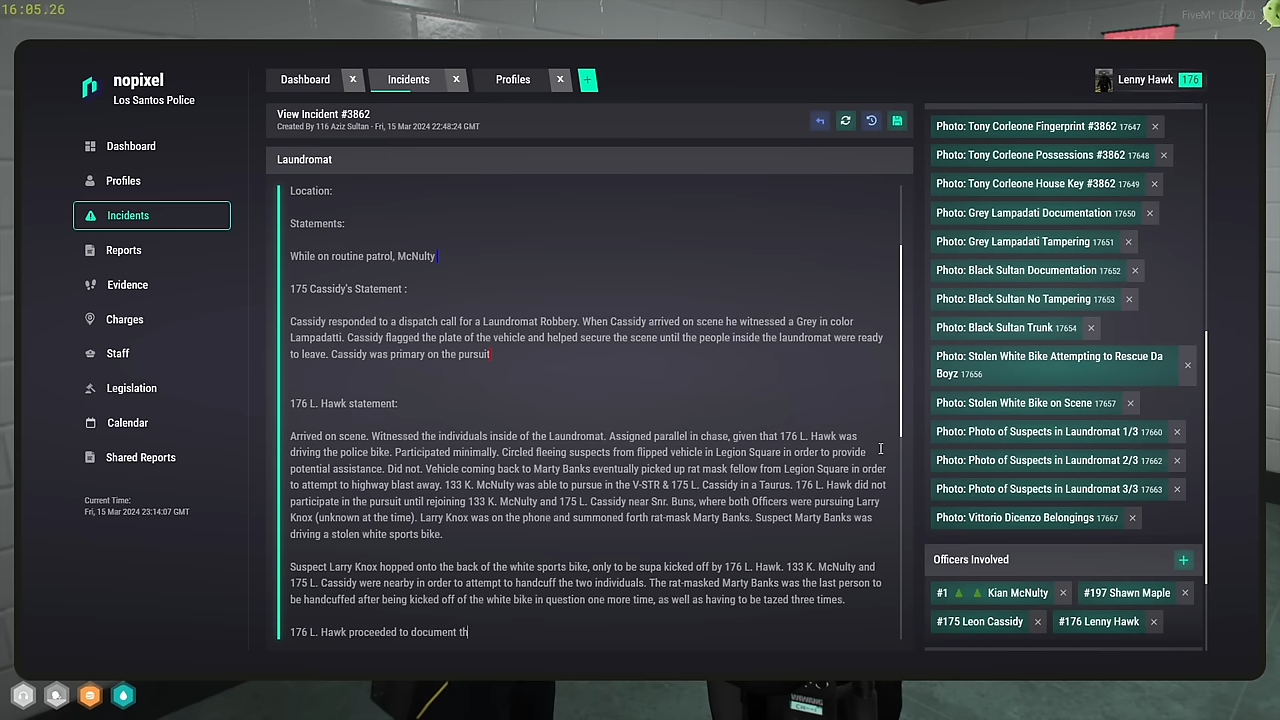 16:05.26
FiveM* (b2802)
nopixel
Los Santos Police
Dashboard
Incidents
Profiles
+
Lenny Hawk 176
View Incident #3862
Created By 116 Aziz Sultan - Fri, 15 Mar 2024 22:48:24 GMT
Laundromat
Dashboard
Profiles
Incidents
Reports
Evidence
Charges
Staff
Legislation
Calendar
Shared Reports
Current Time:
Fri, 15 Mar 2024 23:14:07 GMT
Location:
Statements:
While on routine patrol, McNulty
175 Cassidy's Statement :
Cassidy responded to a dispatch call for a Laundromat Robbery. When Cassidy arrived on scene he witnessed a Grey in color
Lampadatti. Cassidy flagged the plate of the vehicle and helped secure the scene until the people inside the laundromat were ready
to leave. Cassidy was primary on the pursuit
176 L. Hawk statement:
Arrived on scene. Witnessed the individuals inside of the Laundromat. Assigned parallel in chase, given that 176 L. Hawk was
driving the police bike. Participated minimally. Circled fleeing suspects from flipped vehicle in Legion Square in order to provide
potential assistance. Did not. Vehicle coming back to Marty Banks eventually picked up rat mask fellow from Legion Square in order
to attempt to highway blast away. 133 K. McNulty was able to pursue in the V-STR & 175 L. Cassidy in a Taurus. 176 L. Hawk did not
participate in the pursuit until rejoining 133 K. McNulty and 175 L. Cassidy near Snr. Buns, where both Officers were pursuing Larry
Knox (unknown at the time). Larry Knox was on the phone and summoned forth rat-mask Marty Banks. Suspect Marty Banks was
driving a stolen white sports bike.
Suspect Larry Knox hopped onto the back of the white sports bike, only to be supa kicked off by 176 L. Hawk. 133 K. McNulty and
175 L. Cassidy were nearby in order to attempt to handcuff the two individuals. The rat-masked Marty Banks was the last person to
be handcuffed after being kicked off of the white bike in question one more time, as well as having to be tazed three times.
176 L. Hawk proceeded to document th
Photo: Tony Corleone Fingerprint #3862 17647
Photo: Tony Corleone Possessions #3862 17648
Photo: Tony Corleone House Key #3862 17649
Photo: Grey Lampadati Documentation 17650
Photo: Grey Lampadati Tampering 17651
Photo: Black Sultan Documentation 17652
Photo: Black Sultan No Tampering 17653
Photo: Black Sultan Trunk 17654
Photo: Stolen White Bike Attempting to Rescue Da
Boyz 17656
Photo: Stolen White Bike on Scene 17657
Photo: Photo of Suspects in Laundromat 1/3 17660
Photo: Photo of Suspects in Laundromat 2/3 17662
Photo: Photo of Suspects in Laundromat 3/3 17663
Photo: Vittorio Dicenzo Belongings 17667
Officers Involved
#1 Kian McNulty
#197 Shawn Maple
#175 Leon Cassidy
#176 Lenny Hawk